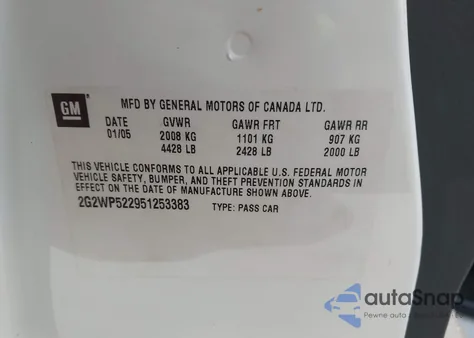 GM
MFD BY GENERAL MOTORS OF CANADA LTD.
DATE GVWR GAWR FRT GAWR RR
01/05 2008 KG 1101 KG 907 KG
4428 LB 2428 LB 2000 LB
THIS VEHICLE CONFORMS TO ALL APPLICABLE U.S. FEDERAL MOTOR
VEHICLE SAFETY, BUMPER, AND THEFT PREVENTION STANDARDS IN
EFFECT ON THE DATE OF MANUFACTURE SHOWN ABOVE.
2G2WP522951253383 TYPE: PASS CAR
autoSnap
Pewne auto